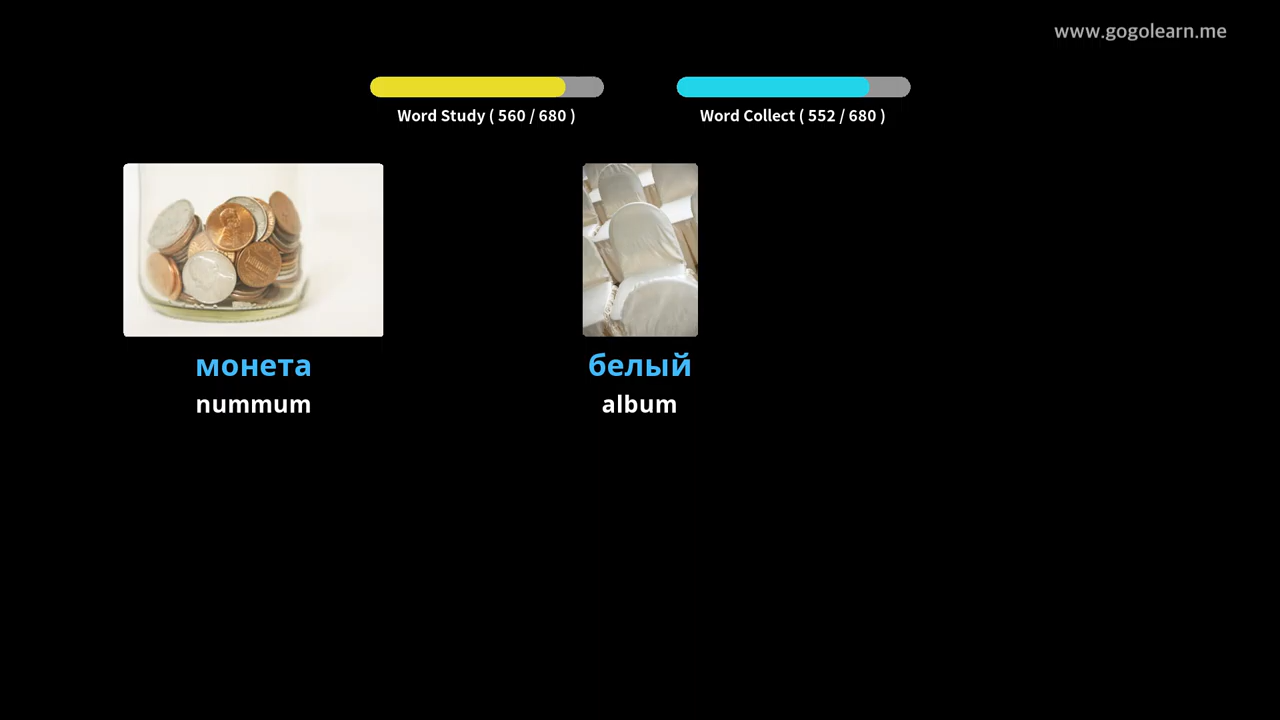 www.gogolearn.me
Word Study ( 560 / 680 )
Word Collect ( 552 / 680 )
монета
nummum
белый
album